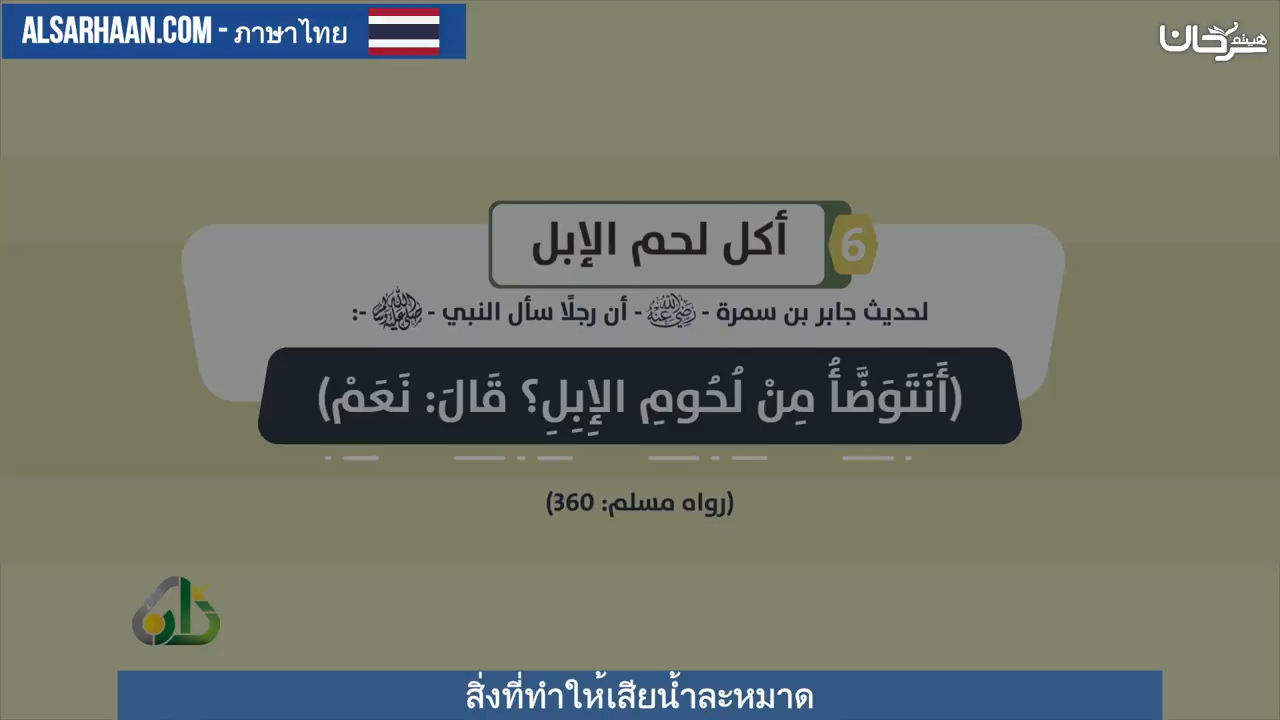 ALSARHAAN.COM - ภาษาไทย
هيثم سرحان
6
أكل لحم الإبل
لحديث جابر بن سمرة - رضي الله عنه - أن رجلًا سأل النبي - ﷺ -:
(أَنَتَوَضَّأُ مِنْ لُحُومِ الإِبِلِ؟ قَالَ: نَعَمْ)
(رواه مسلم: 360)
สิ่งที่ทำให้เสียน้ำละหมาด